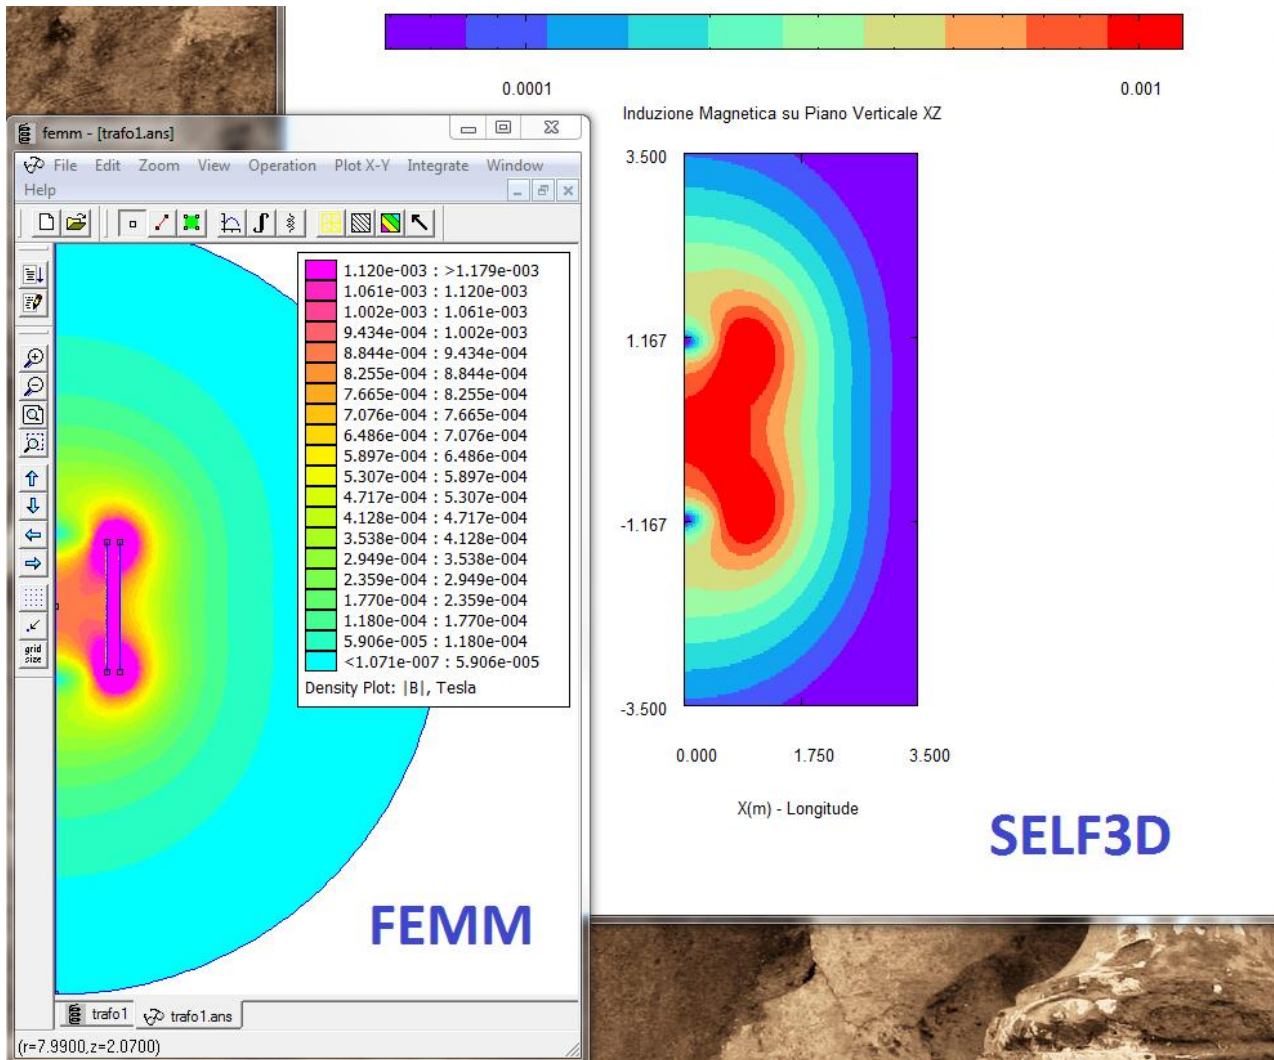 0.0001 0.001
Induzione Magnetica su Piano Verticale XZ
3.500
1.167
-1.167
-3.500
0.000 1.750 3.500
X(m) - Longitude
SELF3D
femm - [trafo1.ans]
File Edit Zoom View Operation Plot X-Y Integrate Window
Help
1.120e-003 : >1.179e-003
1.061e-003 : 1.120e-003
1.002e-003 : 1.061e-003
9.434e-004 : 1.002e-003
8.844e-004 : 9.434e-004
8.255e-004 : 8.844e-004
7.665e-004 : 8.255e-004
7.076e-004 : 7.665e-004
6.486e-004 : 7.076e-004
5.897e-004 : 6.486e-004
5.307e-004 : 5.897e-004
4.717e-004 : 5.307e-004
4.128e-004 : 4.717e-004
3.538e-004 : 4.128e-004
2.949e-004 : 3.538e-004
2.359e-004 : 2.949e-004
1.770e-004 : 2.359e-004
1.180e-004 : 1.770e-004
5.906e-005 : 1.180e-004
<1.071e-007 : 5.906e-005
Density Plot: |B|, Tesla
grid
size
FEMM
trafo1 trafo1.ans
(r=7.9900,z=2.0700)